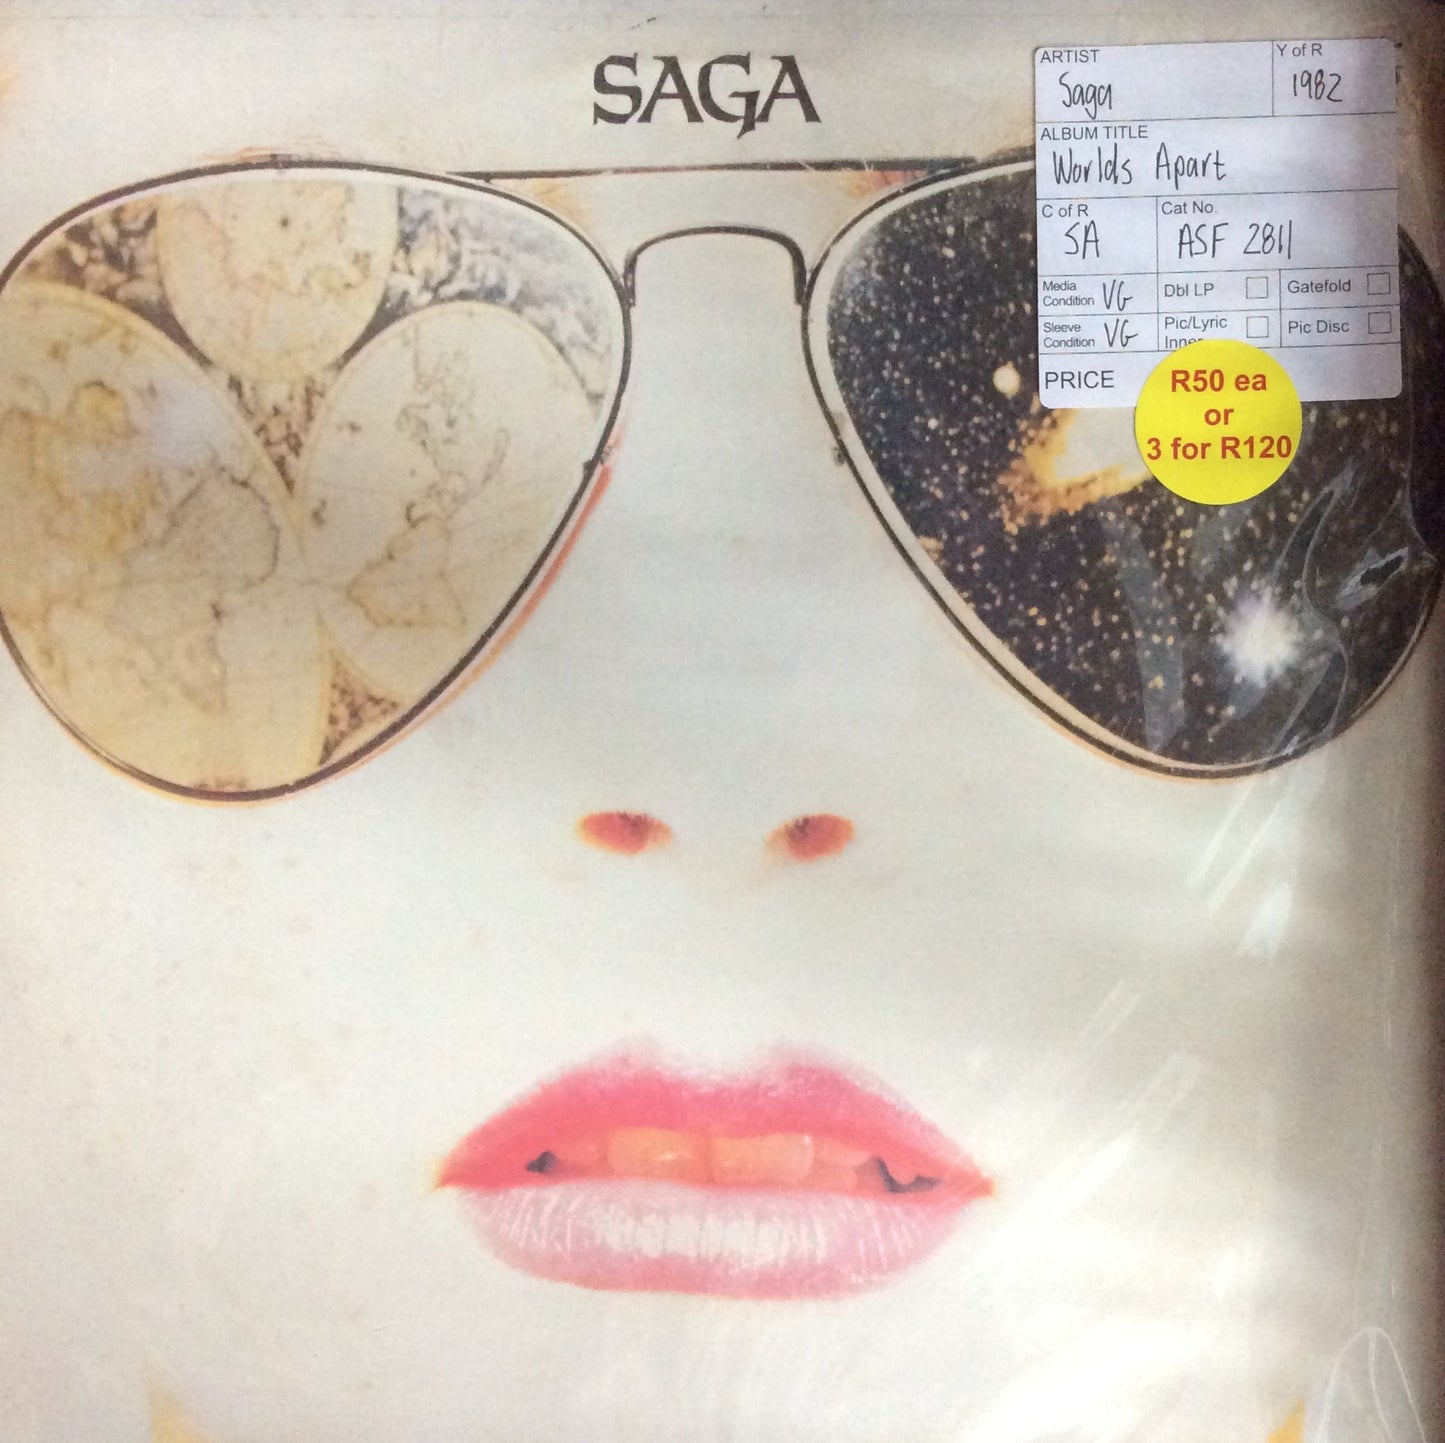 SAGA
ARTIST
Saga
Y of R
1982
ALBUM TITLE
Worlds Apart
C of R
SA
Cat No.
ASF 2811
Media
Condition VG
Dbl LP
Gatefold
Sleeve
Condition VG
Pic/Lyric
Inner
Pic Disc
PRICE
R50 ea
or
3 for R120